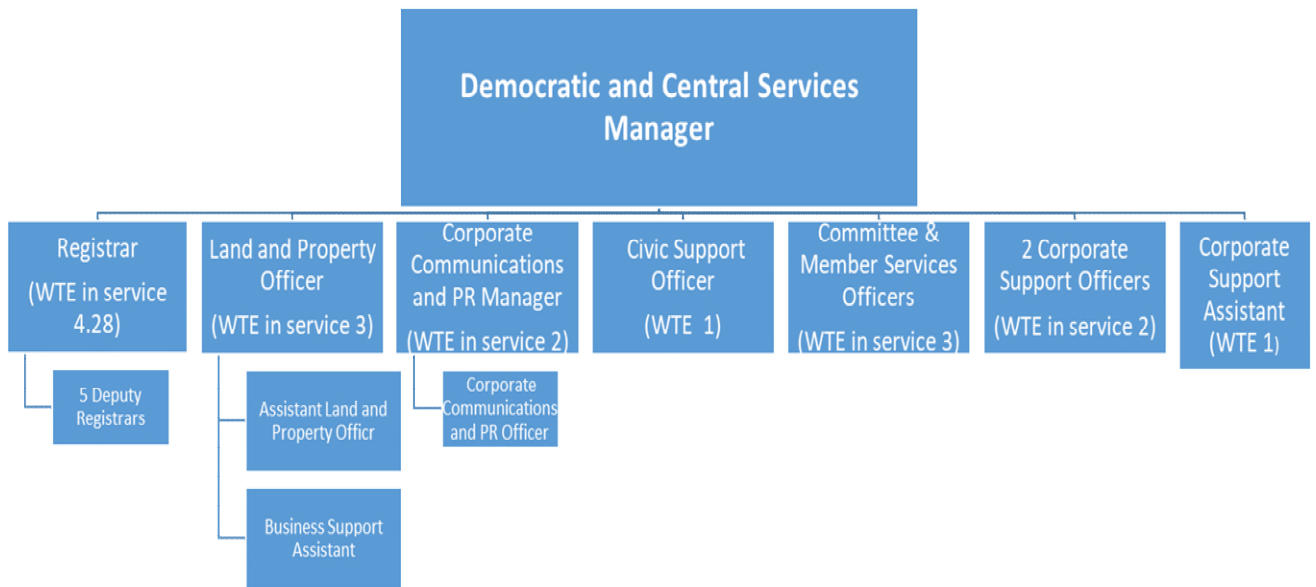 Democratic and Central Services
Manager
Registrar
(WTE in service
4.28)
Land and Property
Officer
(WTE in service 3)
Corporate
Communications
and PR Manager
(WTE in service 2)
Civic Support
Officer
(WTE 1)
Committee &
Member Services
Officers
(WTE in service 3)
2 Corporate
Support Officers
(WTE in service 2)
Corporate
Support
Assistant
(WTE 1)
5 Deputy
Registrars
Assistant Land and
Property Officr
Corporate
Communications
and PR Officer
Business Support
Assistant